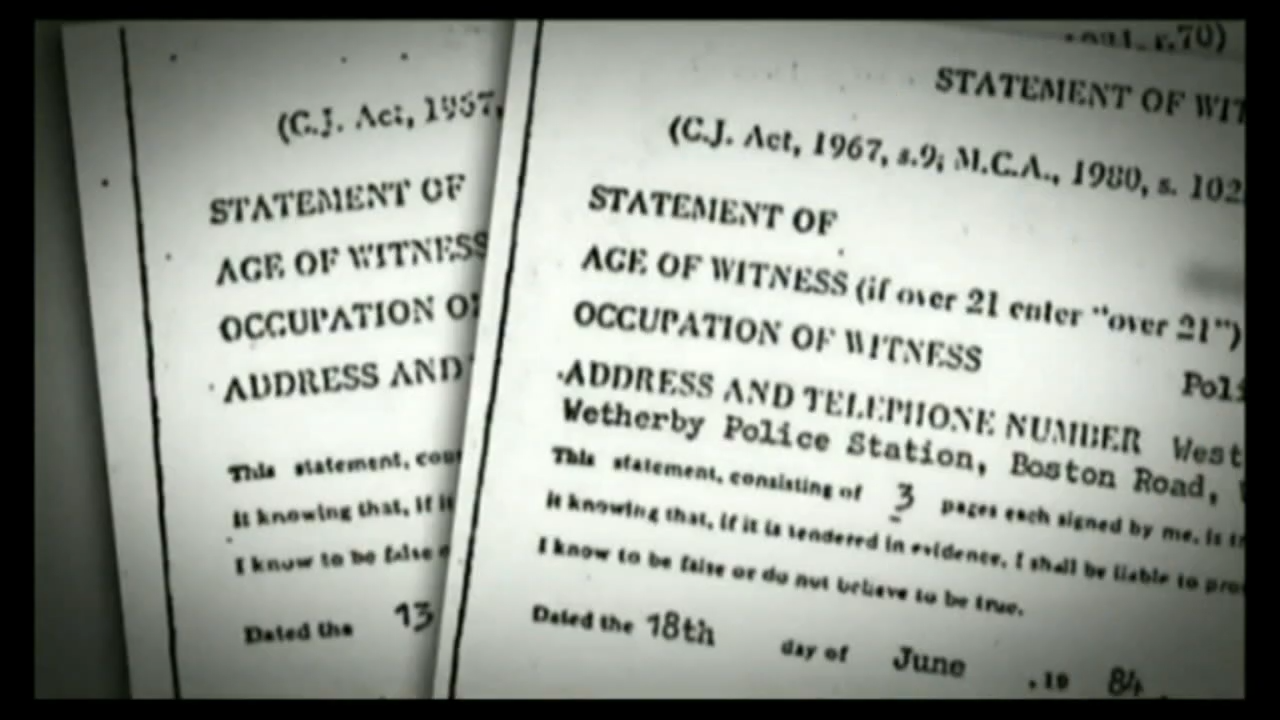 (C.J. Act, 1967,
STATEMENT OF
AGE OF WITNESS
OCCUPATION
ADDRESS AND
This statement,
it knowing that, if it
I know to be false
Dated the 13
r.70)
STATEMENT OF WIT
(C.J. Act, 1967, s.9; M.C.A., 1980, s. 102
STATEMENT OF
AGE OF WITNESS (if over 21 enter "over 21")
OCCUPATION OF WITNESS
Poli
ADDRESS AND TELEPHONE NUMBER West
Wetherby Police Station, Boston Road,
This statement, consisting of 3 pages each signed by me, is
it knowing that, if it is tendered in evidence, I shall be liable to pro
I know to be false or do not believe to be true.
Dated the 18th day of June , 19 84